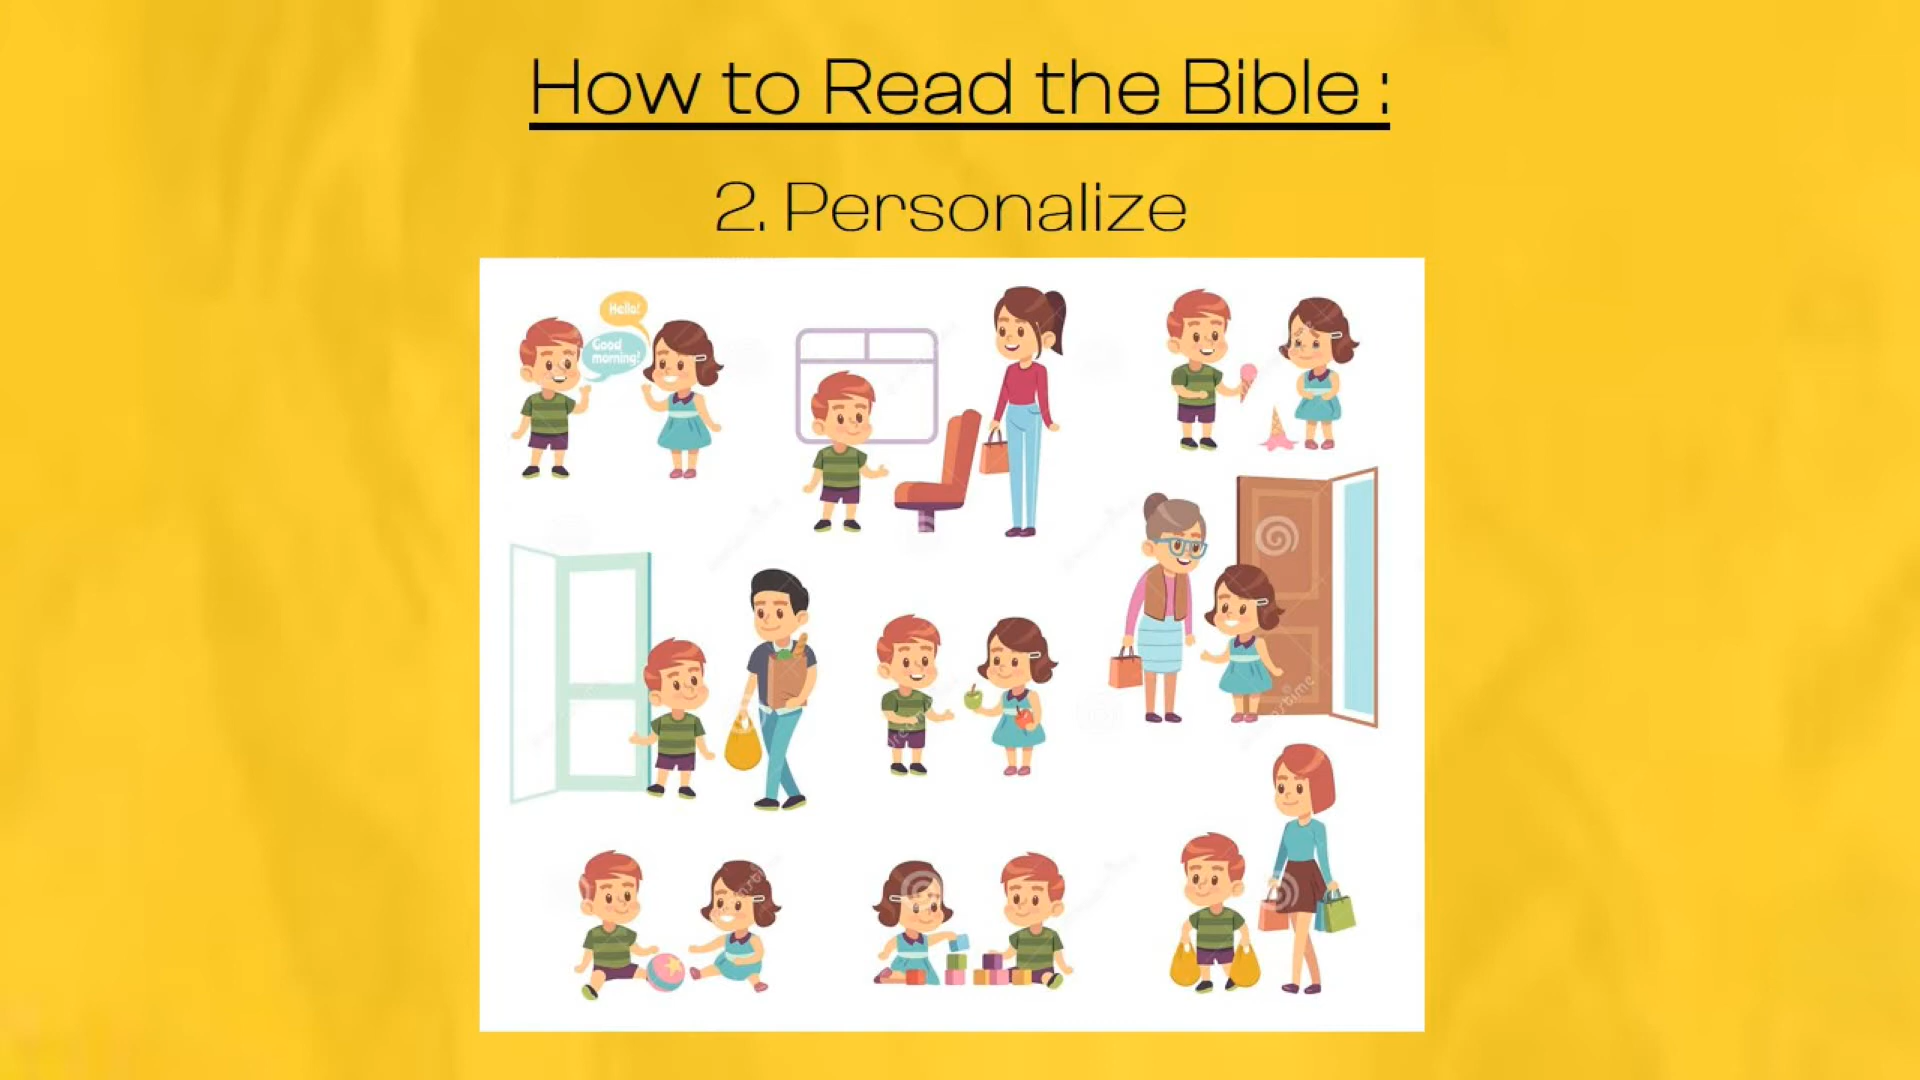 How to Read the Bible :
2. Personalize
Hello!
Good
morning!